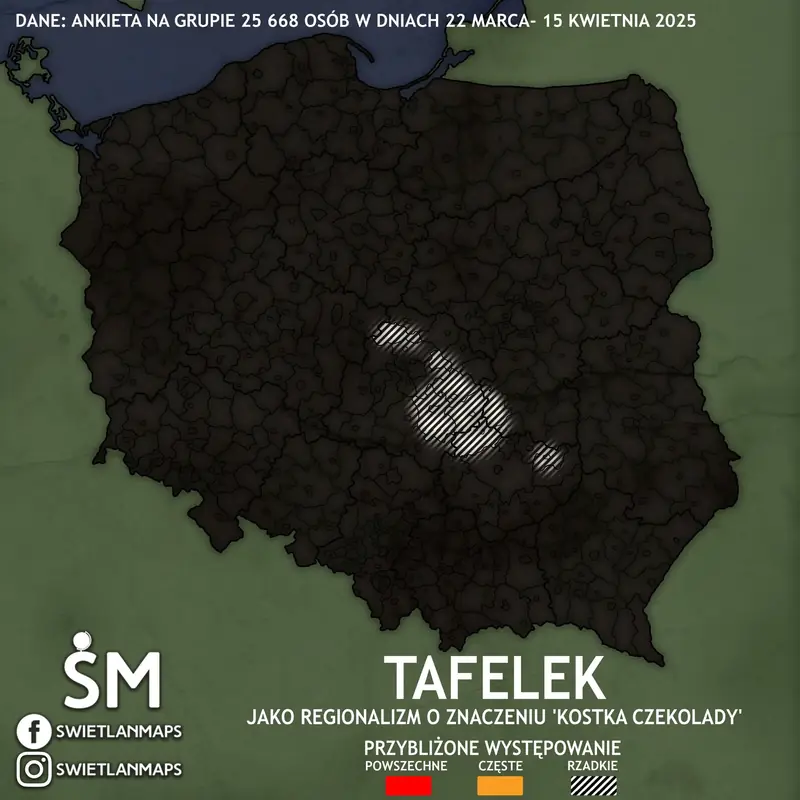 DANE: ANKIETA NA GRUPIE 25 668 OSÓB W DNIACH 22 MARCA- 15 KWIETNIA 2025
ŚM
SWIETLANMAPS
SWIETLANMAPS
TAFELEK
JAKO REGIONALIZM O ZNACZENIU 'KOSTKA CZEKOLADY'
PRZYBLIŻONE WYSTĘPOWANIE
POWSZECHNE CZĘSTE RZADKIE